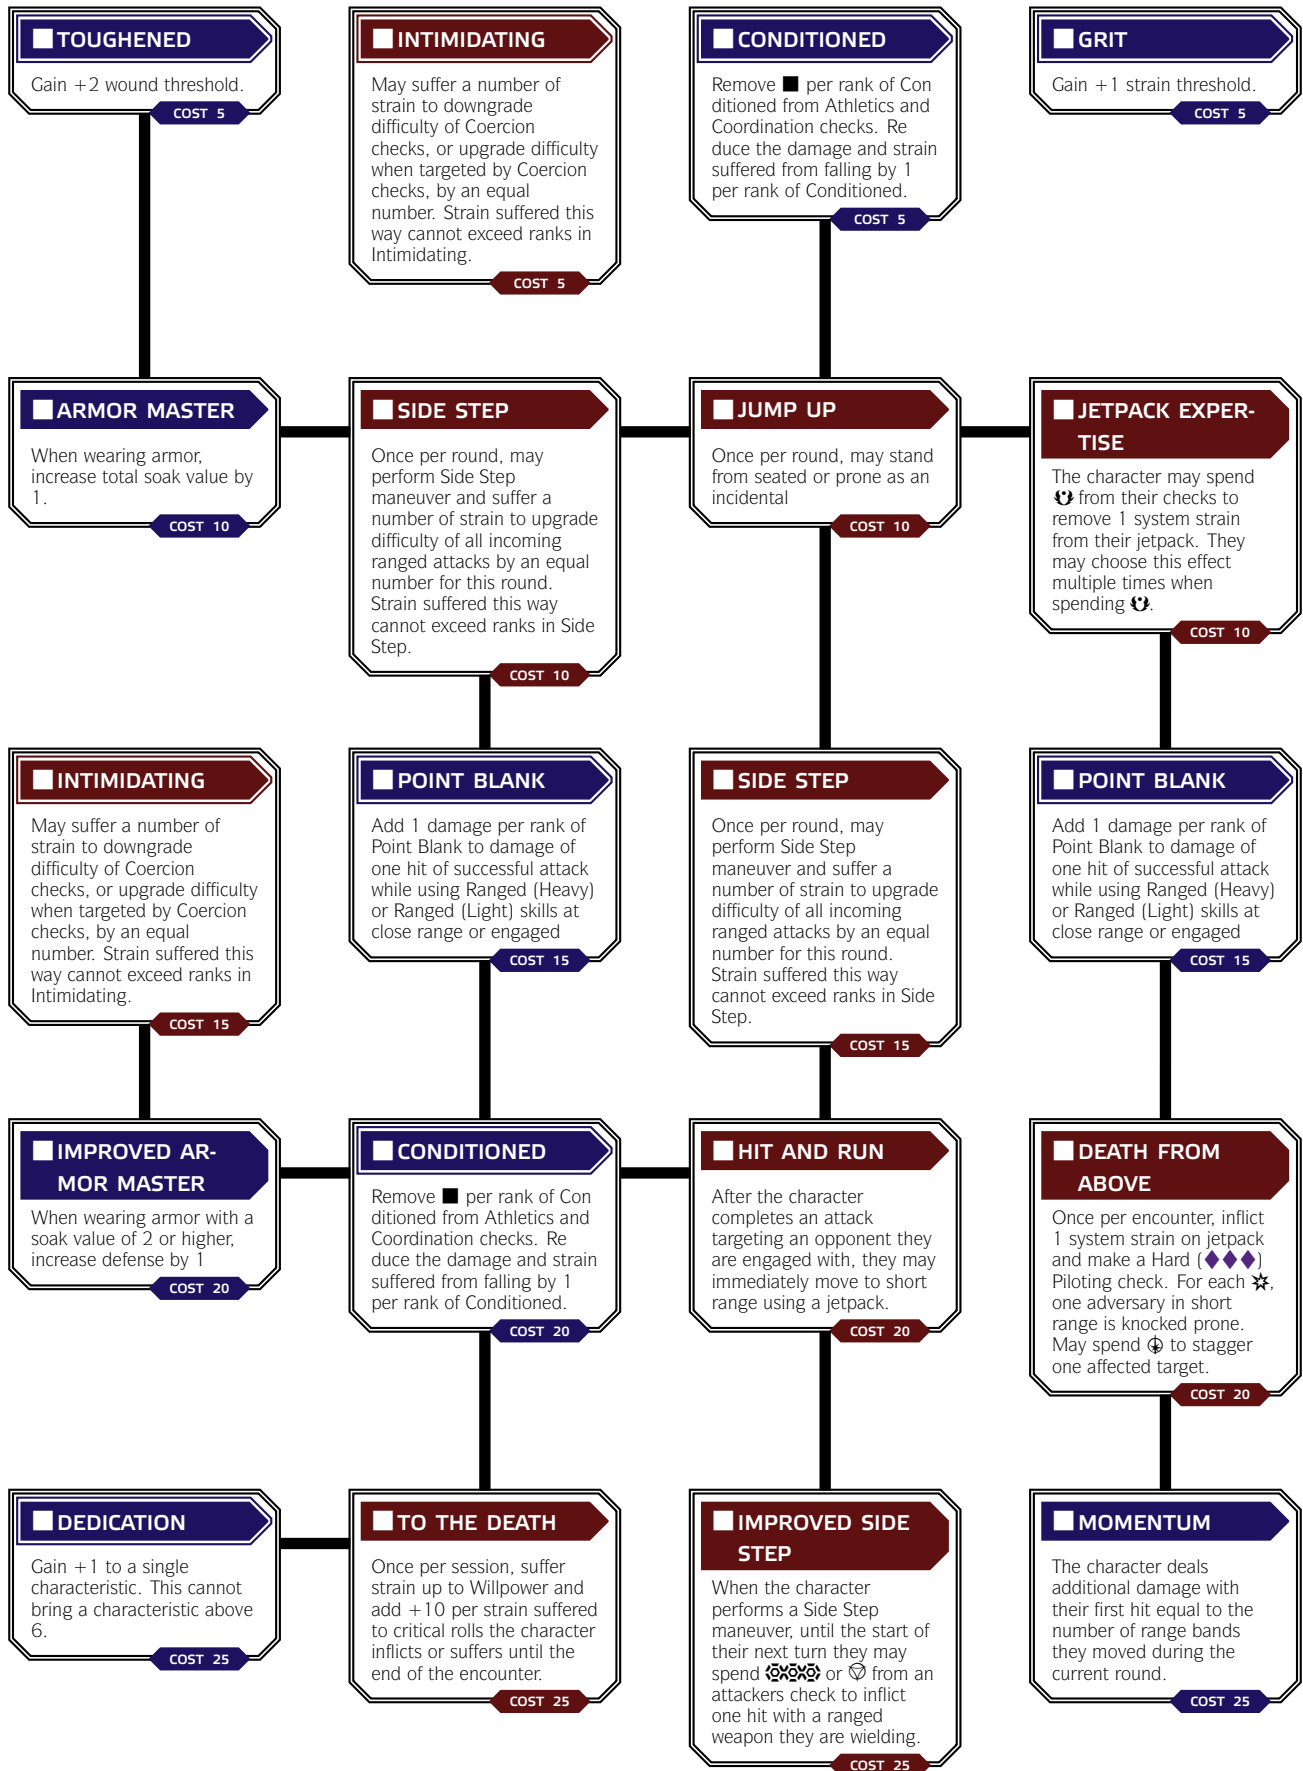 TOUGHENED
Gain +2 wound threshold.
COST 5
INTIMIDATING
May suffer a number of
strain to downgrade
difficulty of Coercion
checks, or upgrade difficulty
when targeted by Coercion
checks, by an equal
number. Strain suffered this
way cannot exceed ranks in
Intimidating.
COST 5
CONDITIONED
Remove ■ per rank of Con
ditioned from Athletics and
Coordination checks. Re
duce the damage and strain
suffered from falling by 1
per rank of Conditioned.
COST 5
GRIT
Gain +1 strain threshold.
COST 5
ARMOR MASTER
When wearing armor,
increase total soak value by
1.
COST 10
SIDE STEP
Once per round, may
perform Side Step
maneuver and suffer a
number of strain to upgrade
difficulty of all incoming
ranged attacks by an equal
number for this round.
Strain suffered this way
cannot exceed ranks in Side
Step.
COST 10
JUMP UP
Once per round, may stand
from seated or prone as an
incidental
COST 10
JETPACK EXPER-
TISE
The character may spend
from their checks to
remove 1 system strain
from their jetpack. They
may choose this effect
multiple times when
spending .
COST 10
INTIMIDATING
May suffer a number of
strain to downgrade
difficulty of Coercion
checks, or upgrade difficulty
when targeted by Coercion
checks, by an equal
number. Strain suffered this
way cannot exceed ranks in
Intimidating.
COST 15
POINT BLANK
Add 1 damage per rank of
Point Blank to damage of
one hit of successful attack
while using Ranged (Heavy)
or Ranged (Light) skills at
close range or engaged
COST 15
SIDE STEP
Once per round, may
perform Side Step
maneuver and suffer a
number of strain to upgrade
difficulty of all incoming
ranged attacks by an equal
number for this round.
Strain suffered this way
cannot exceed ranks in Side
Step.
COST 15
POINT BLANK
Add 1 damage per rank of
Point Blank to damage of
one hit of successful attack
while using Ranged (Heavy)
or Ranged (Light) skills at
close range or engaged
COST 15
IMPROVED AR-
MOR MASTER
When wearing armor with a
soak value of 2 or higher,
increase defense by 1
COST 20
CONDITIONED
Remove ■ per rank of Con
ditioned from Athletics and
Coordination checks. Re
duce the damage and strain
suffered from falling by 1
per rank of Conditioned.
COST 20
HIT AND RUN
After the character
completes an attack
targeting an opponent they
are engaged with, they may
immediately move to short
range using a jetpack.
COST 20
DEATH FROM
ABOVE
Once per encounter, inflict
1 system strain on jetpack
and make a Hard (◆◆◆)
Piloting check. For each ,
one adversary in short
range is knocked prone.
May spend to stagger
one affected target.
COST 20
DEDICATION
Gain +1 to a single
characteristic. This cannot
bring a characteristic above
6.
COST 25
TO THE DEATH
Once per session, suffer
strain up to Willpower and
add +10 per strain suffered
to critical rolls the character
inflicts or suffers until the
end of the encounter.
COST 25
IMPROVED SIDE
STEP
When the character
performs a Side Step
maneuver, until the start of
their next turn they may
spend or from an
attackers check to inflict
one hit with a ranged
weapon they are wielding.
COST 25
MOMENTUM
The character deals
additional damage with
their first hit equal to the
number of range bands
they moved during the
current round.
COST 25